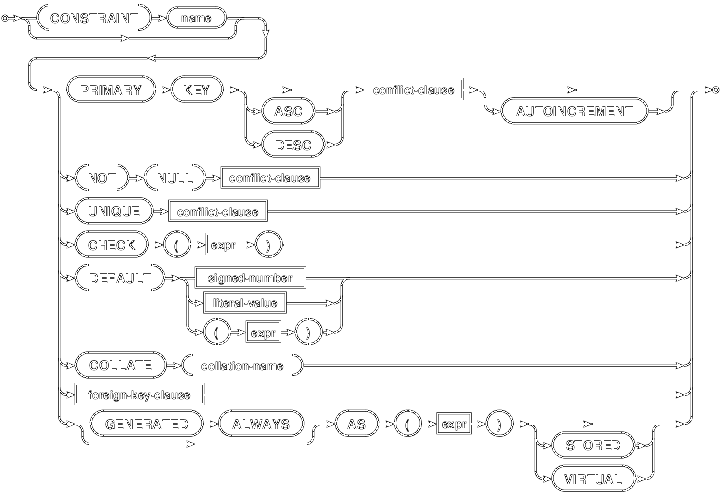 CONSTRAINT name
PRIMARY KEY conflict-clause
ASC AUTOINCREMENT
DESC
NOT NULL conflict-clause
UNIQUE conflict-clause
CHECK ( expr )
DEFAULT signed-number
literal-value
( expr )
COLLATE collation-name
foreign-key-clause
GENERATED ALWAYS AS ( expr )
STORED
VIRTUAL